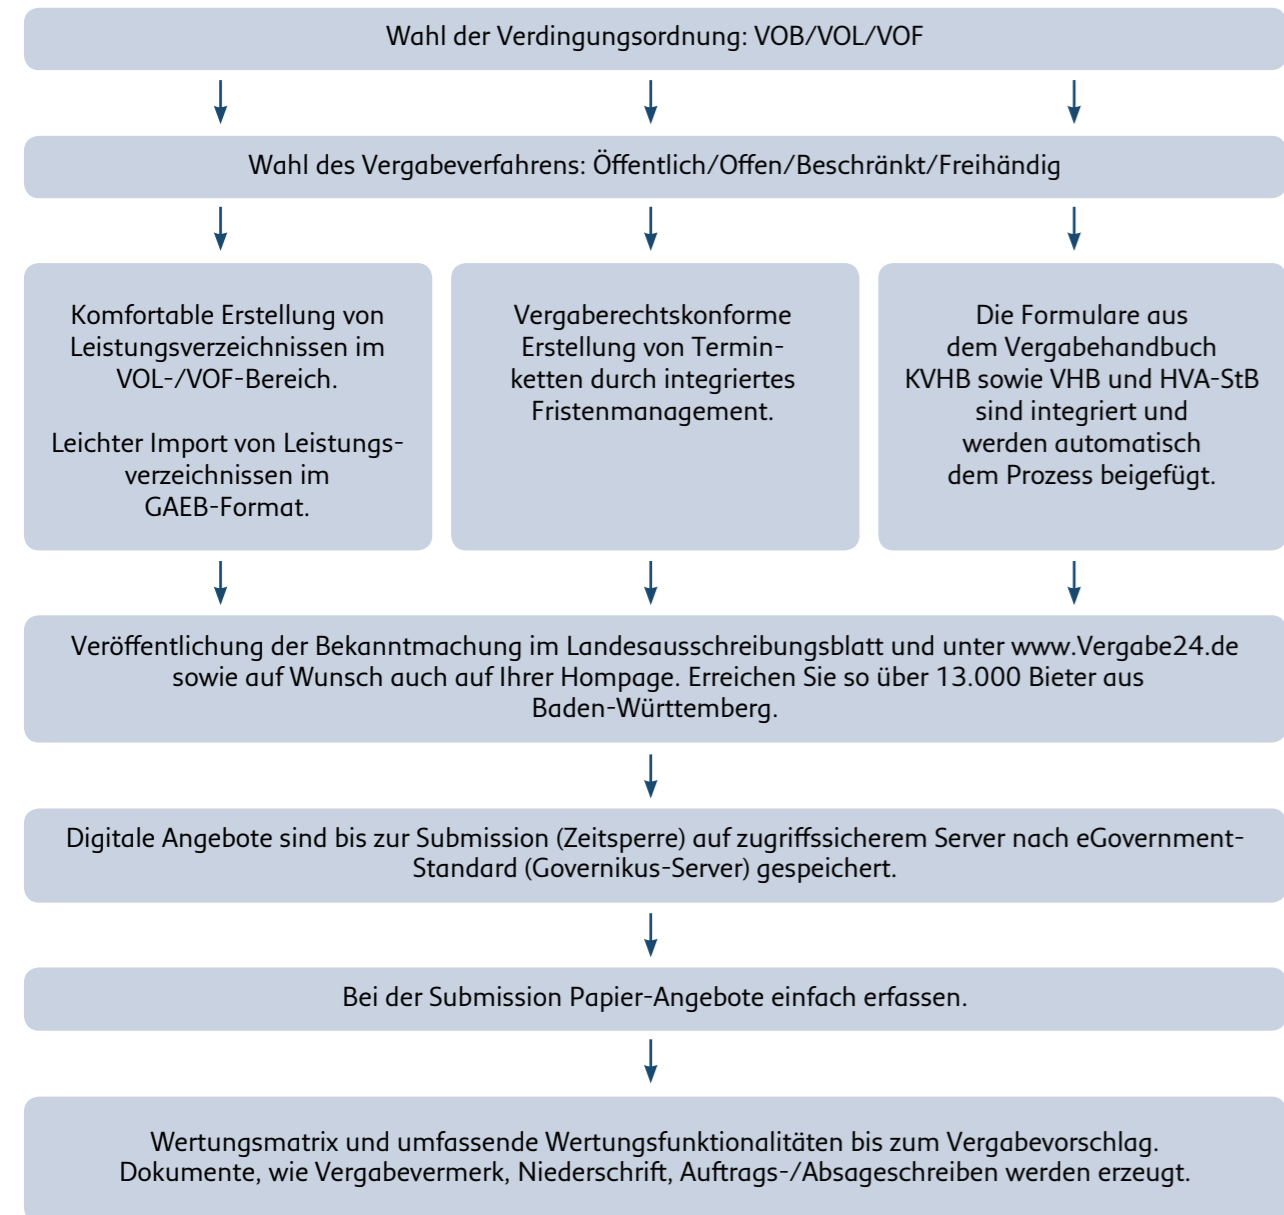 Wahl der Verdingungsordnung: VOB/VOL/VOF
Wahl des Vergabeverfahrens: Öffentlich/Offen/Beschränkt/Freihändig
Komfortable Erstellung von
Leistungsverzeichnissen im
VOL-/VOF-Bereich.
Leichter Import von Leistungs-
verzeichnissen im
GAEB-Format.
Vergaberechtskonforme
Erstellung von Termin-
ketten durch integriertes
Fristenmanagement.
Die Formulare aus
dem Vergabehandbuch
KVHB sowie VHB und HVA-StB
sind integriert und
werden automatisch
dem Prozess beigefügt.
Veröffentlichung der Bekanntmachung im Landesausschreibungsblatt und unter www.Vergabe24.de
sowie auf Wunsch auch auf Ihrer Hompage. Erreichen Sie so über 13.000 Bieter aus
Baden-Württemberg.
Digitale Angebote sind bis zur Submission (Zeitsperre) auf zugriffssicherem Server nach eGovernment-
Standard (Governikus-Server) gespeichert.
Bei der Submission Papier-Angebote einfach erfassen.
Wertungsmatrix und umfassende Wertungsfunktionalitäten bis zum Vergabevorschlag.
Dokumente, wie Vergabevermerk, Niederschrift, Auftrags-/Absageschreiben werden erzeugt.